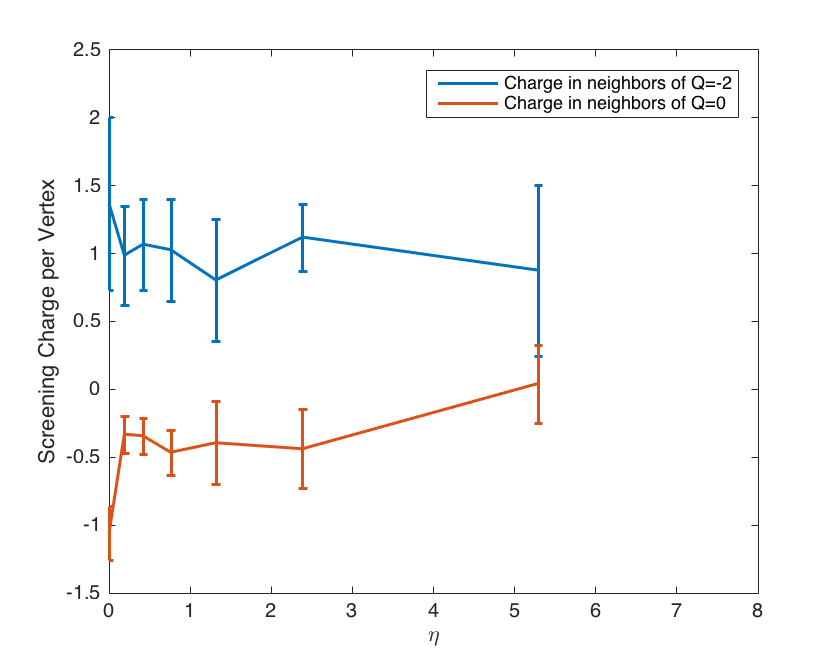 2.5
2
1.5
1
0.5
0
-0.5
-1
-1.5
Screening Charge per Vertex
Charge in neighbors of Q=-2
Charge in neighbors of Q=0
0 1 2 3 4 5 6 7 8
η